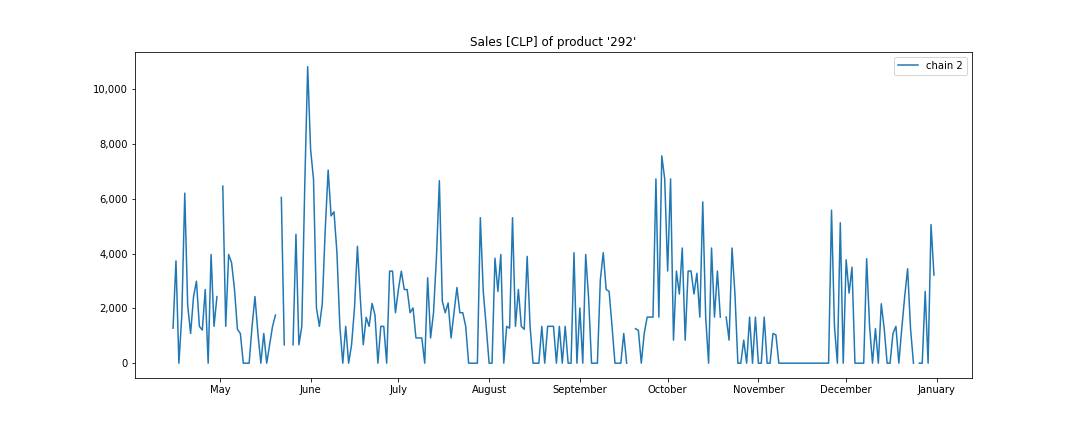 Sales [CLP] of product '292'
chain 2
10,000
8,000
6,000
4,000
2,000
0
May June July August September October November December January